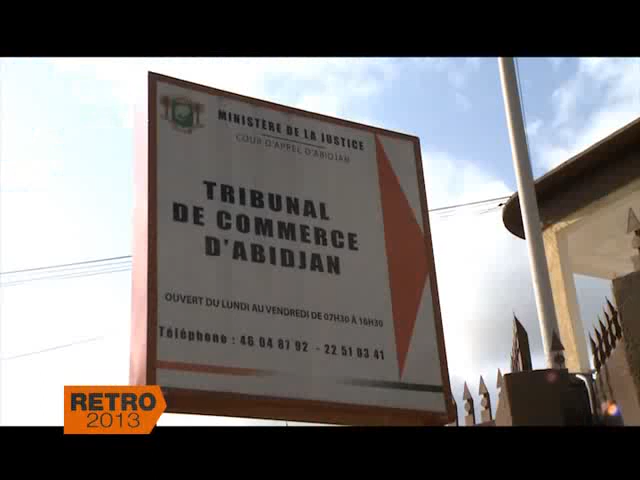 MINISTÈRE DE LA JUSTICE
COUR D'APPEL D'ABIDJAN
TRIBUNAL
DE COMMERCE
D'ABIDJAN
OUVERT DU LUNDI AU VENDREDI DE 07H30 À 16H30
Téléphone : 46 04 87 92 - 22 51 03 41
RETRO
2013